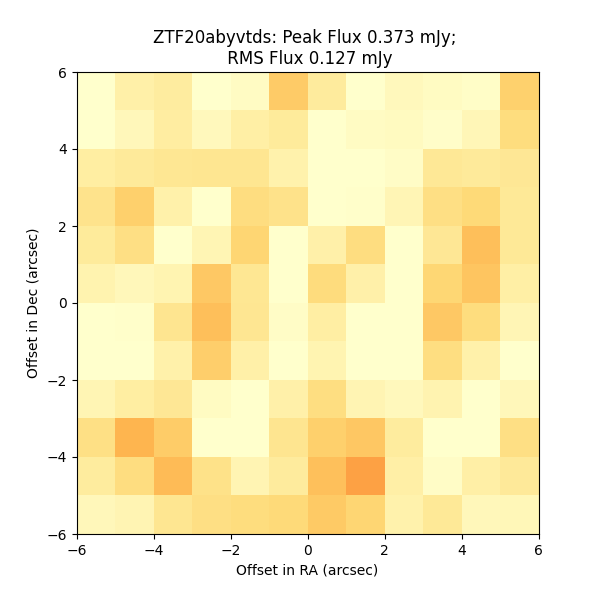 ZTF20abyvtds: Peak Flux 0.373 mJy;
RMS Flux 0.127 mJy
6
4
2
0
−2
−4
−6
Offset in Dec (arcsec)
−6 −4 −2 0 2 4 6
Offset in RA (arcsec)